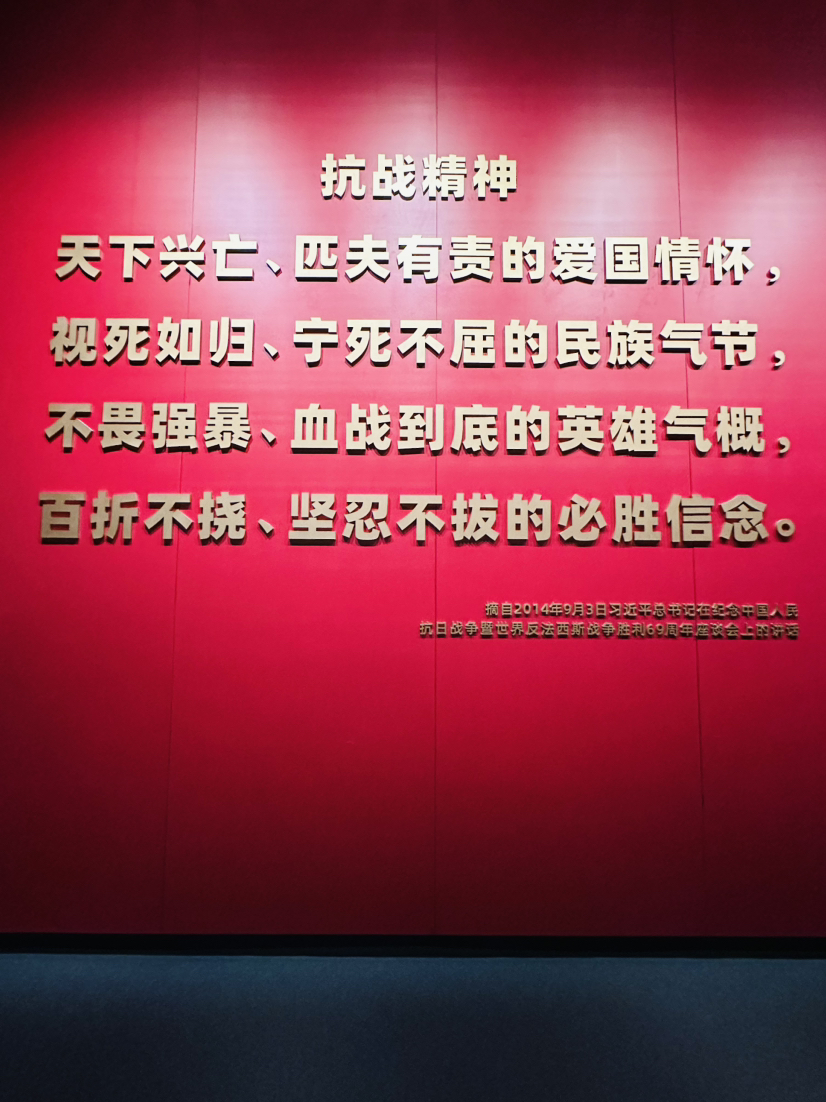 抗战精神
天下兴亡、匹夫有责的爱国情怀，
视死如归、宁死不屈的民族气节，
不畏强暴、血战到底的英雄气概，
百折不挠、坚忍不拔的必胜信念。
摘自2014年9月3日习近平总书记在纪念中国人民
抗日战争暨世界反法西斯战争胜利69周年座谈会上的讲话